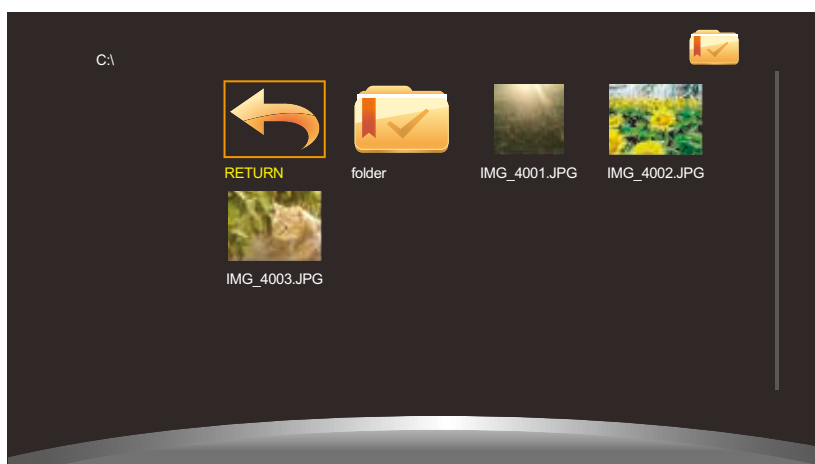 C:\
RETURN
folder
IMG_4001.JPG
IMG_4002.JPG
IMG_4003.JPG